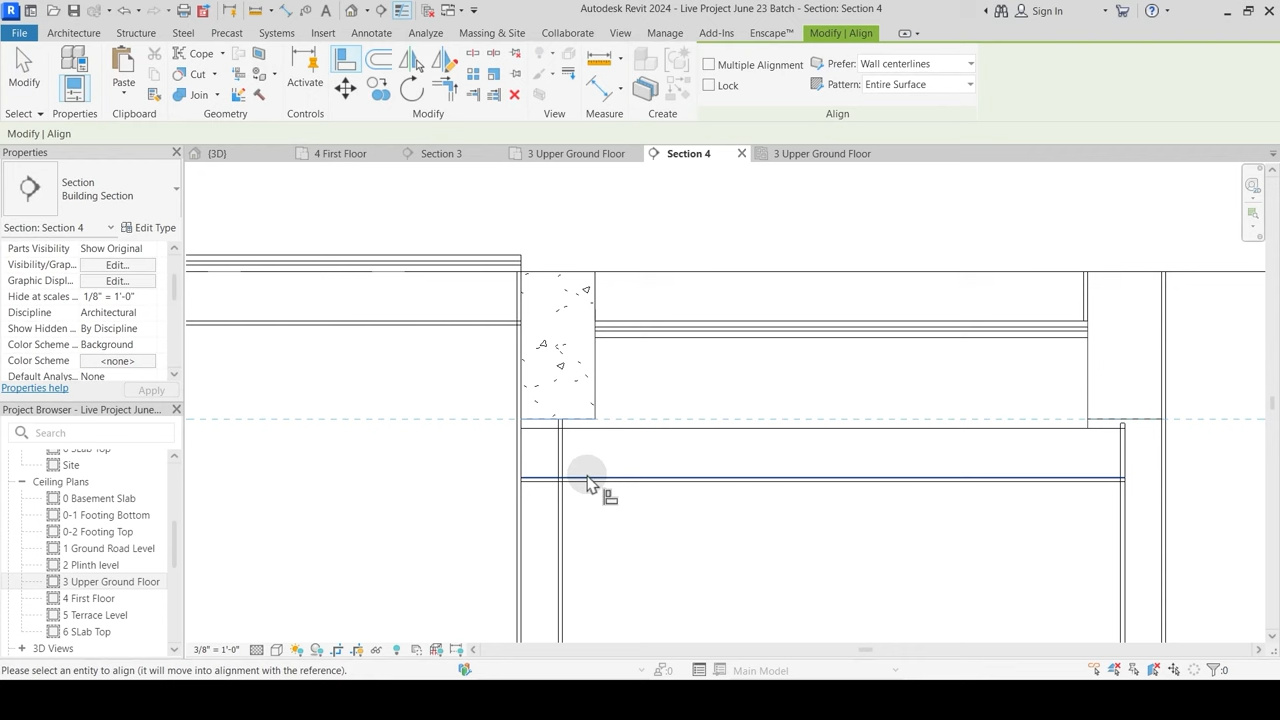 Autodesk Revit 2024 - Live Project June 23 Batch - Section: Section 4
Sign In
File Architecture Structure Steel Precast Systems Insert Annotate Analyze Massing & Site Collaborate View Manage Add-Ins Enscape™ Modify | Align
Modify Paste Cope Cut Join Activate
Multiple Alignment Prefer: Wall centerlines
Lock Pattern: Entire Surface
Select Properties Clipboard Geometry Controls Modify View Measure Create Align
Modify | Align
Properties
{3D} 4 First Floor Section 3 3 Upper Ground Floor Section 4 3 Upper Ground Floor
Section
Building Section
Section: Section 4 Edit Type
Parts Visibility Show Original
Visibility/Grap... Edit...
Graphic Displ... Edit...
Hide at scales ... 1/8" = 1'-0"
Discipline Architectural
Show Hidden ... By Discipline
Color Scheme ... Background
Color Scheme <none>
Default Analys... None
Properties help Apply
Project Browser - Live Project June...
Search
6 Slab Top
Site
Ceiling Plans
0 Basement Slab
0-1 Footing Bottom
0-2 Footing Top
1 Ground Road Level
2 Plinth level
3 Upper Ground Floor
4 First Floor
5 Terrace Level
6 SLab Top
3D Views
3/8" = 1'-0"
Please select an entity to align (it will move into alignment with the reference).
:0 Main Model :0